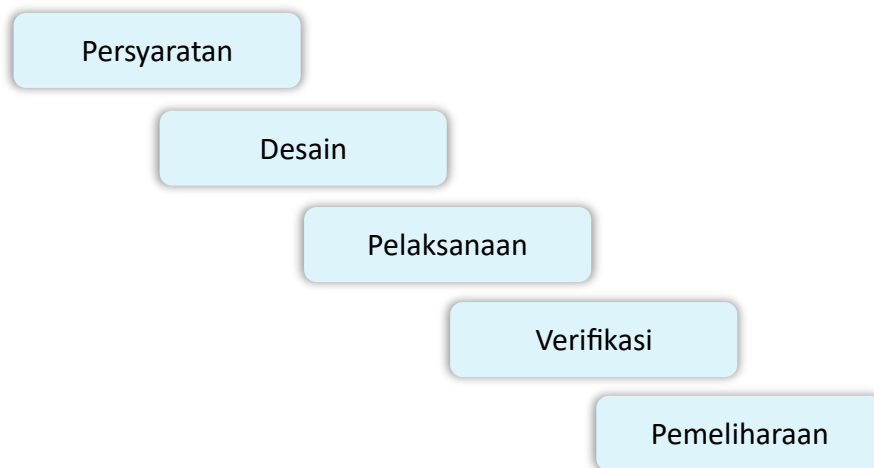 Persyaratan
Desain
Pelaksanaan
Verifikasi
Pemeliharaan